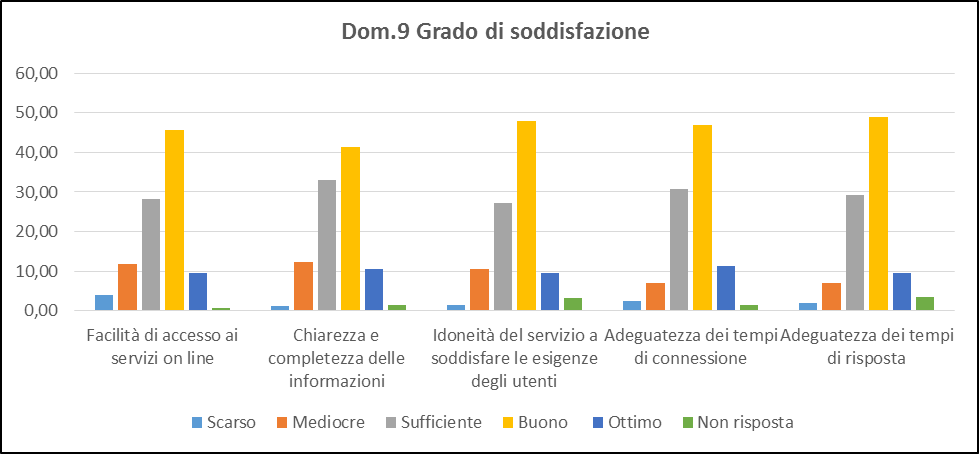 Dom.9 Grado di soddisfazione
60,00
50,00
40,00
30,00
20,00
10,00
0,00
Facilità di accesso ai
servizi on line
Chiarezza e
completezza delle
informazioni
Idoneità del servizio a
soddisfare le esigenze
degli utenti
Adeguatezza dei tempi
di connessione
Adeguatezza dei tempi
di risposta
Scarso Mediocre Sufficiente Buono Ottimo Non risposta